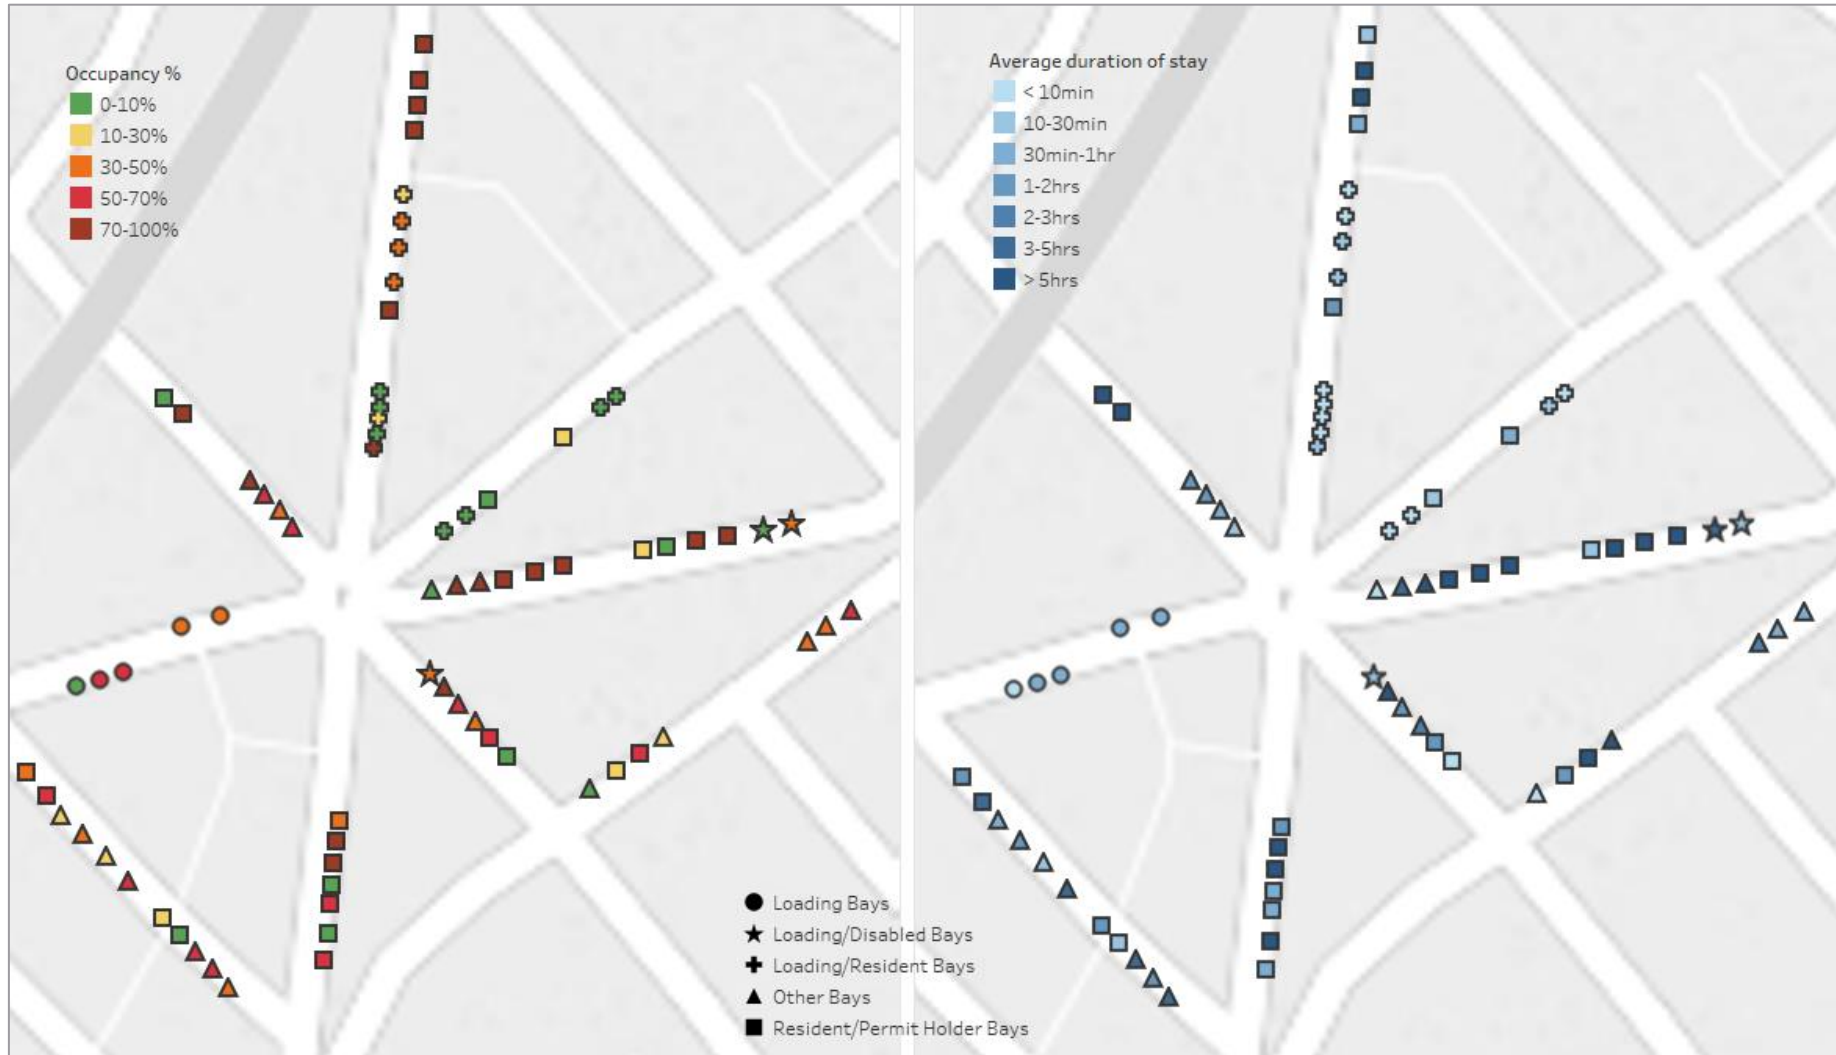 Occupancy %
0-10%
10-30%
30-50%
50-70%
70-100%
Average duration of stay
< 10min
10-30min
30min-1hr
1-2hrs
2-3hrs
3-5hrs
> 5hrs
Loading Bays
Loading/Disabled Bays
Loading/Resident Bays
Other Bays
Resident/Permit Holder Bays